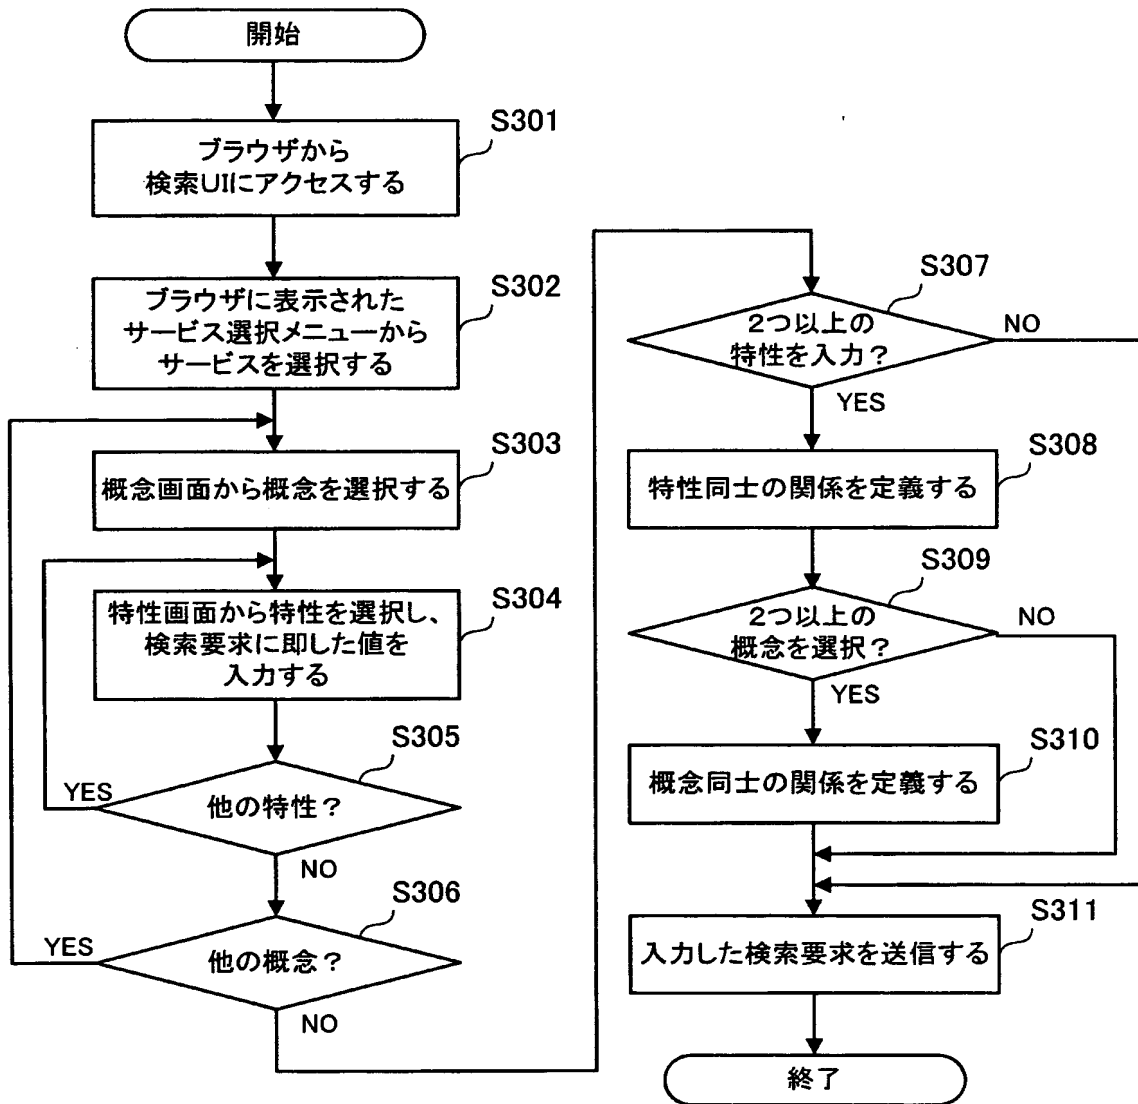 開始
S301
ブラウザから
検索UIにアクセスする
S302
ブラウザに表示された
サービス選択メニューから
サービスを選択する
S303
概念画面から概念を選択する
S304
特性画面から特性を選択し、
検索要求に即した値を
入力する
S305
他の特性？
YES
NO
S306
他の概念？
YES
NO
S307
2つ以上の
特性を入力？
NO
YES
S308
特性同士の関係を定義する
S309
2つ以上の
概念を選択？
NO
YES
S310
概念同士の関係を定義する
S311
入力した検索要求を送信する
終了